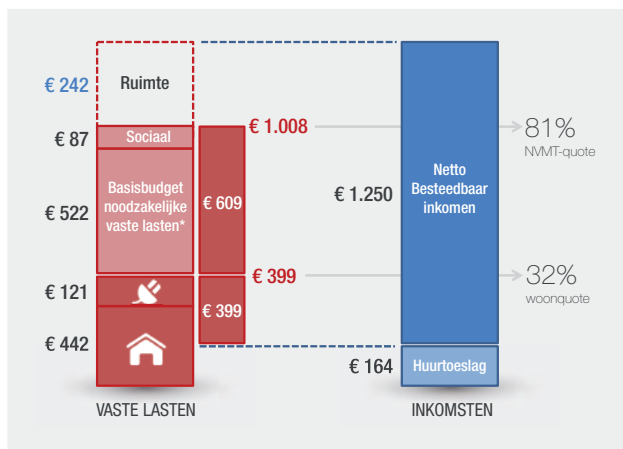 Ruimte
€ 242
€ 87
Sociaal
€ 1.008
81%
NVMT-quote
Basisbudget
noodzakelijke
vaste lasten*
€ 522
€ 609
€ 1.250
Netto
Besteedbaar
inkomen
€ 399
32%
woonquote
€ 121
€ 399
€ 442
€ 164
Huurtoeslag
VASTE LASTEN
INKOMSTEN